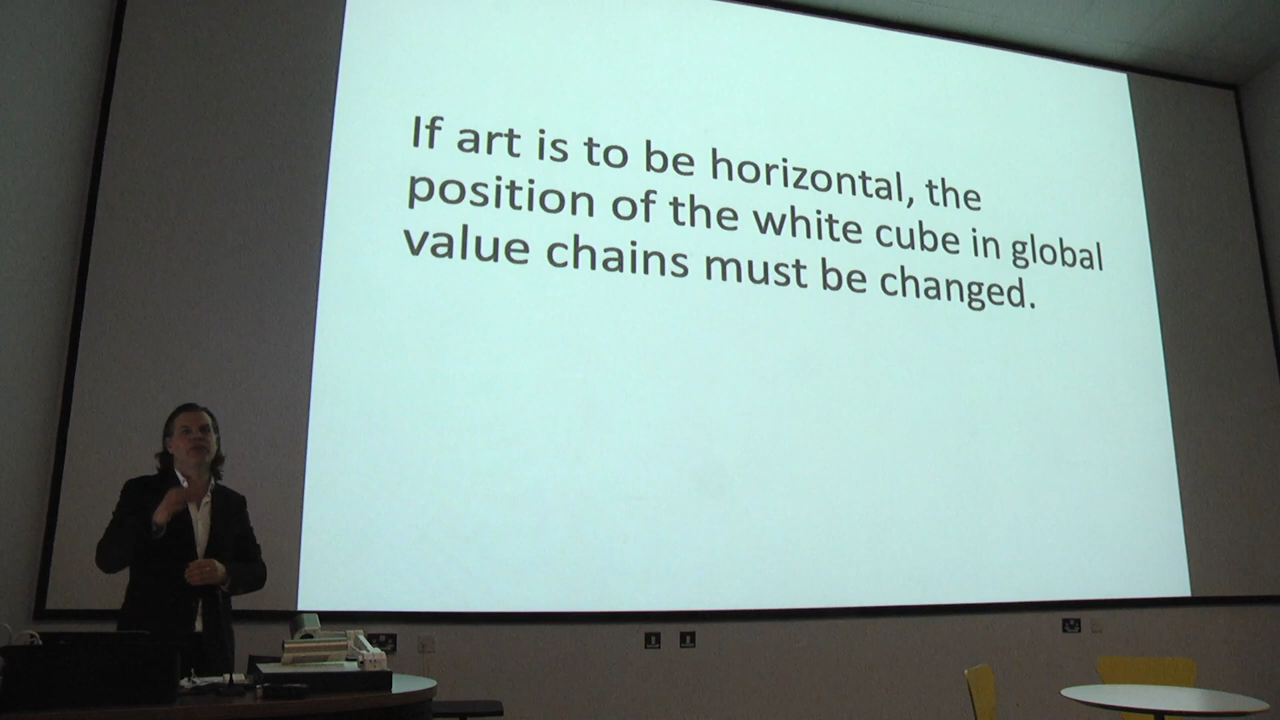 If art is to be horizontal, the
position of the white cube in global
value chains must be changed.